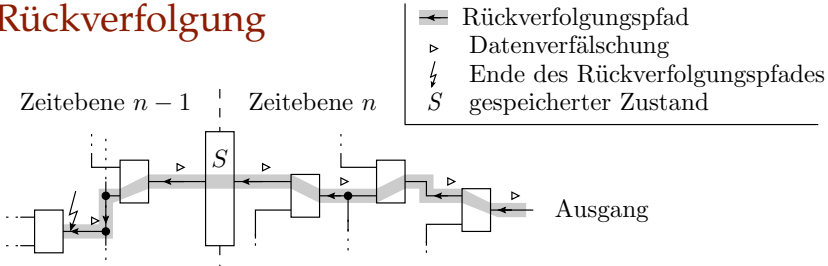 Rückverfolgung
Rückverfolgungspfad
Datenverfälschung
Ende des Rückverfolgungspfades
S gespeicherter Zustand
Zeitebene n − 1 Zeitebene n
S
Ausgang